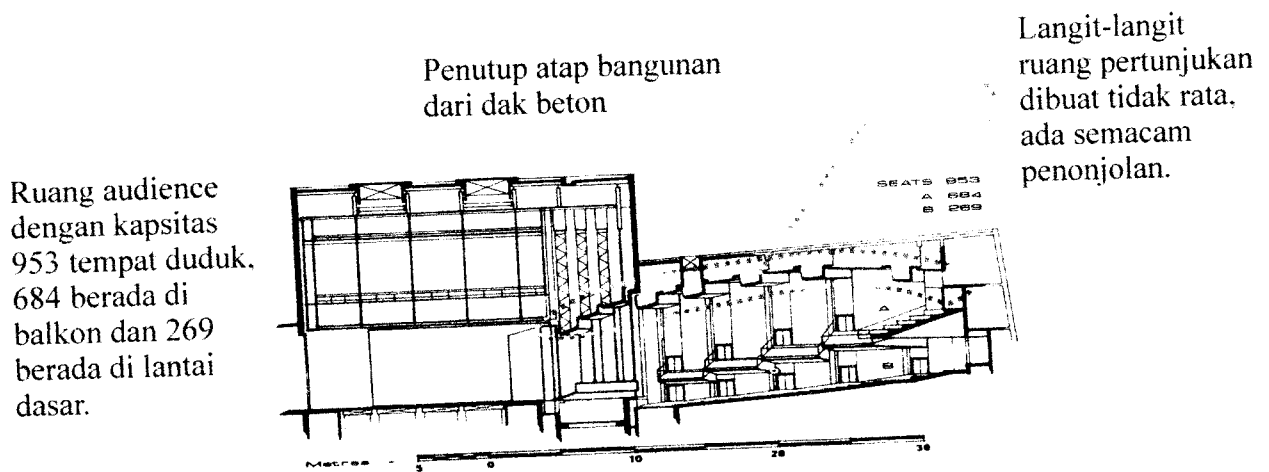 Penutup atap bangunan
dari dak beton
Langit-langit
ruang pertunjukan
dibuat tidak rata,
ada semacam
penonjolan.
Ruang audience
dengan kapsitas
953 tempat duduk,
684 berada di
balkon dan 269
berada di lantai
dasar.
SEATS 953
A 684
B 269
A
B
Metres
5 0 10 20 30